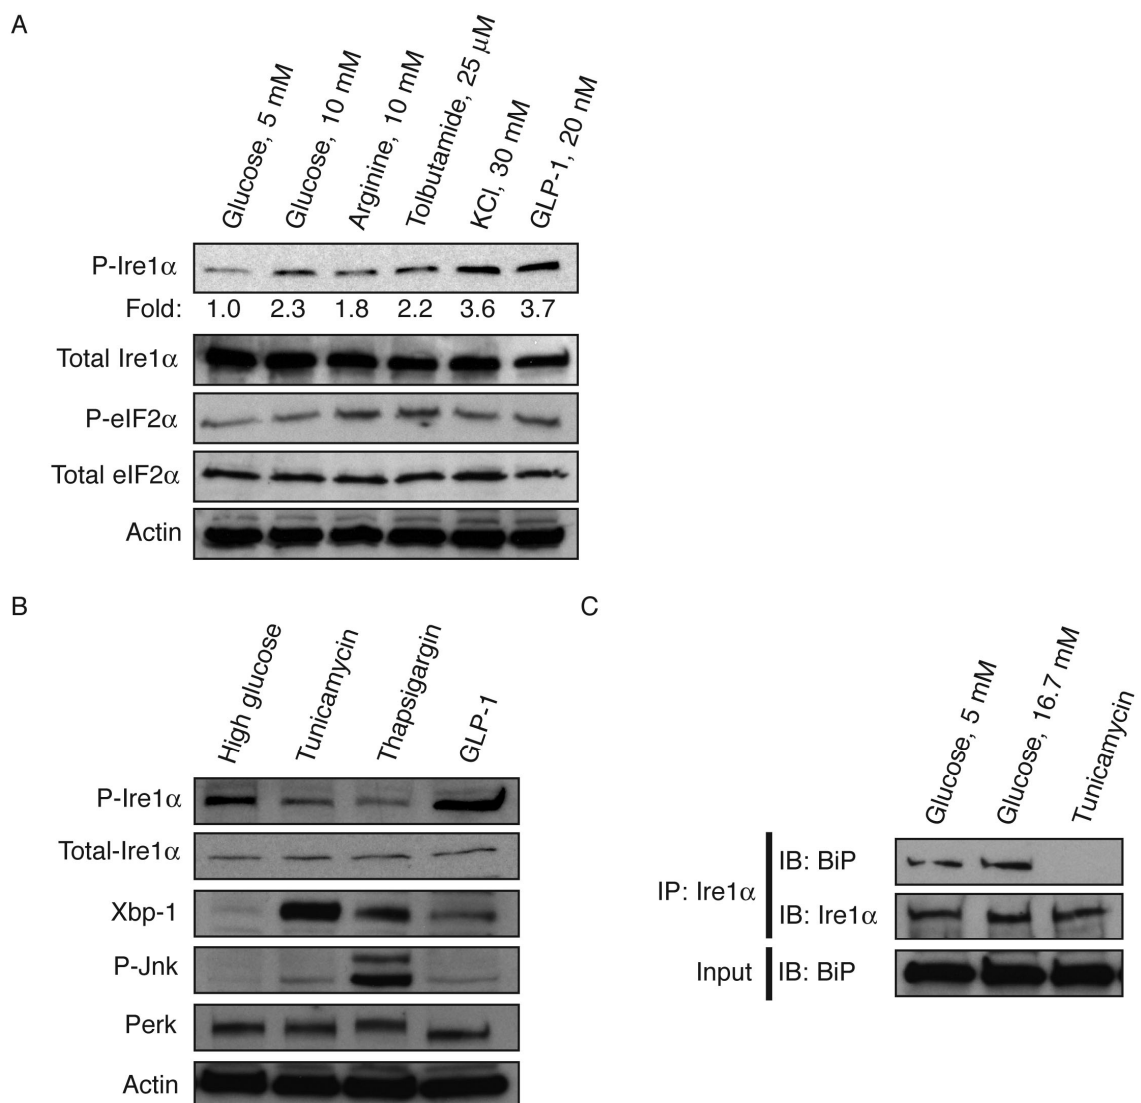 A
Glucose, 5 mM
Glucose, 10 mM
Arginine, 10 mM
Tolbutamide, 25 μM
KCl, 30 mM
GLP-1, 20 nM
P-Ire1α
Fold: 1.0 2.3 1.8 2.2 3.6 3.7
Total Ire1α
P-eIF2α
Total eIF2α
Actin
B
High glucose
Tunicamycin
Thapsigargin
GLP-1
P-Ire1α
Total-Ire1α
Xbp-1
P-Jnk
Perk
Actin
C
Glucose, 5 mM
Glucose, 16.7 mM
Tunicamycin
IP: Ire1α
IB: BiP
IB: Ire1α
Input
IB: BiP